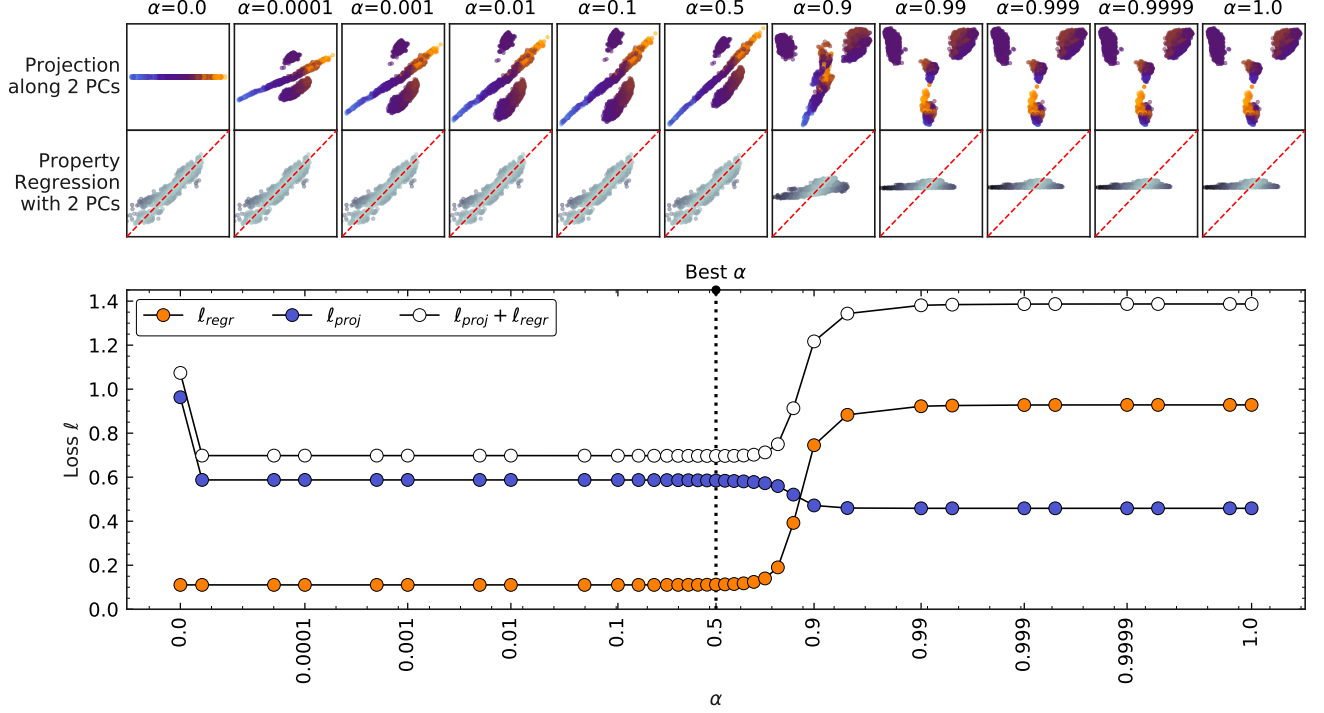 α=0.0 α=0.0001 α=0.001 α=0.01 α=0.1 α=0.5 α=0.9 α=0.99 α=0.999 α=0.9999 α=1.0
Projection
along 2 PCs
Property
Regression
with 2 PCs
Best α
ℓregr ℓproj ℓproj + ℓregr
1.4
1.2
1.0
0.8
0.6
0.4
0.2
0.0
Loss ℓ
0.0 0.0001 0.001 0.01 0.1 0.5 0.9 0.99 0.999 0.9999 1.0
α